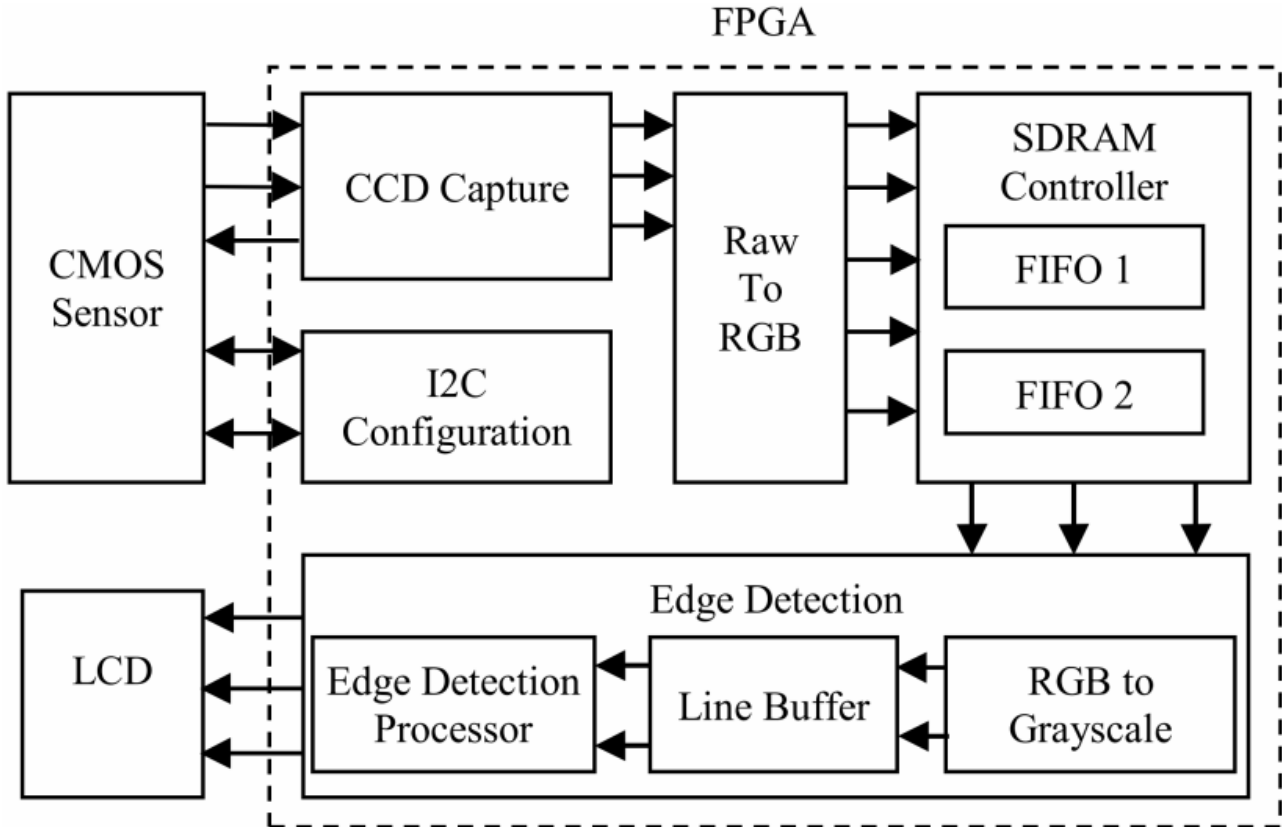 FPGA
CMOS
Sensor
CCD Capture
I2C
Configuration
Raw
To
RGB
SDRAM
Controller
FIFO 1
FIFO 2
LCD
Edge Detection
Edge Detection
Processor
Line Buffer
RGB to
Grayscale